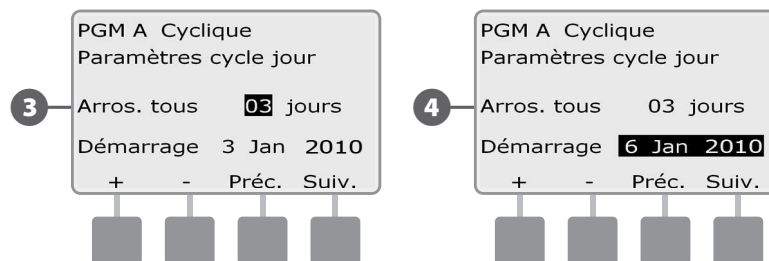 PGM A Cyclique
Paramètres cycle jour
3
Arros. tous 03 jours
Démarrage 3 Jan 2010
+ - Préc. Suiv.
PGM A Cyclique
Paramètres cycle jour
4
Arros. tous 03 jours
Démarrage 6 Jan 2010
+ - Préc. Suiv.